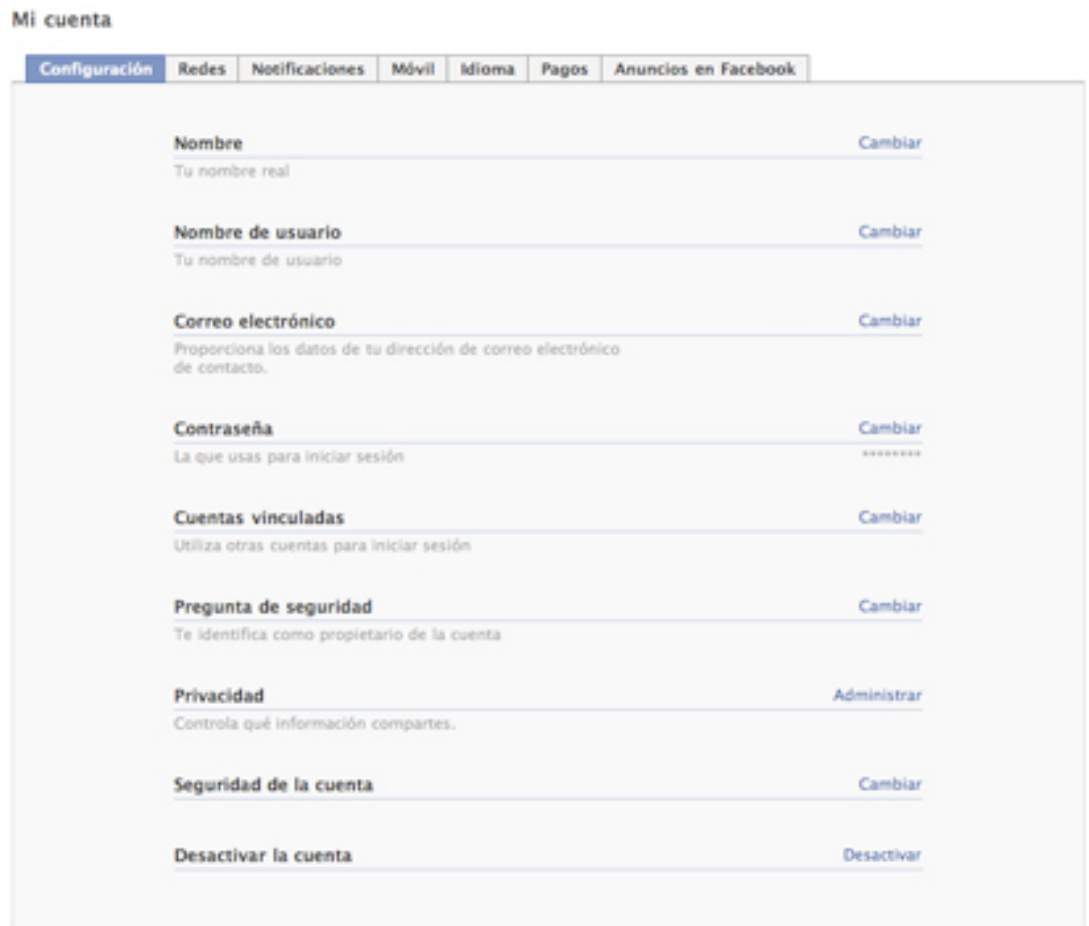 Mi cuenta
Configuración Redes Notificaciones Móvil Idioma Pagos Anuncios en Facebook
Nombre Cambiar
Tu nombre real
Nombre de usuario Cambiar
Tu nombre de usuario
Correo electrónico Cambiar
Proporciona los datos de tu dirección de correo electrónico
de contacto.
Contraseña Cambiar
La que usas para iniciar sesión ********
Cuentas vinculadas Cambiar
Utiliza otras cuentas para iniciar sesión
Pregunta de seguridad Cambiar
Te identifica como propietario de la cuenta
Privacidad Administrar
Controla qué información compartes.
Seguridad de la cuenta Cambiar
Desactivar la cuenta Desactivar